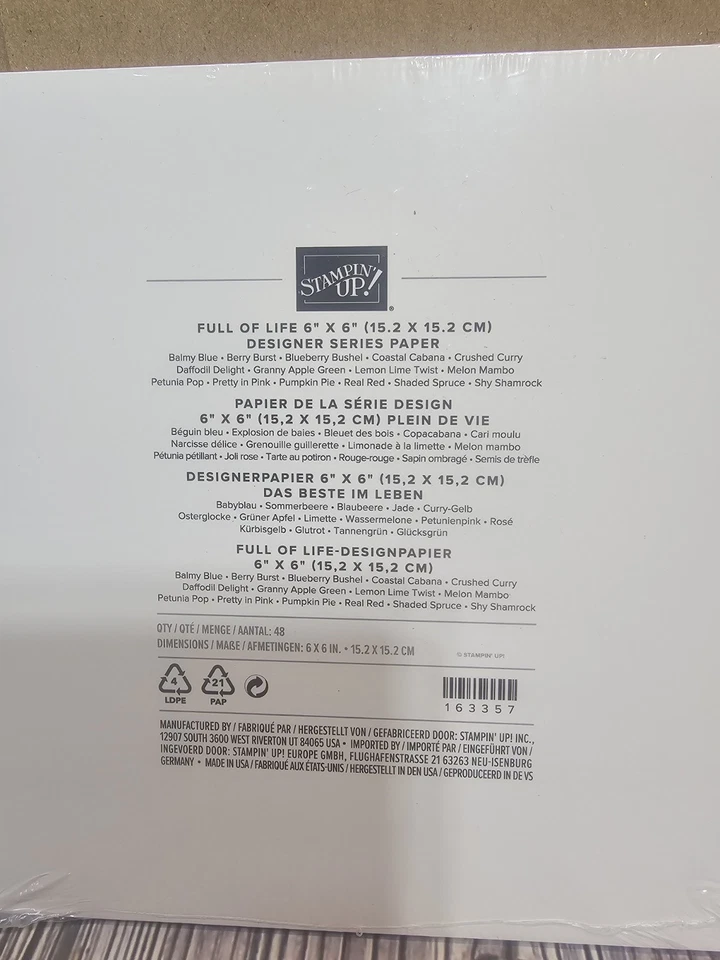 STAMPIN' UP!®
FULL OF LIFE 6" X 6" (15.2 X 15.2 CM)
DESIGNER SERIES PAPER
Balmy Blue • Berry Burst • Blueberry Bushel • Coastal Cabana • Crushed Curry
Daffodil Delight • Granny Apple Green • Lemon Lime Twist • Melon Mambo
Petunia Pop • Pretty in Pink • Pumpkin Pie • Real Red • Shaded Spruce • Shy Shamrock
PAPIER DE LA SÉRIE DESIGN
6" X 6" (15,2 X 15,2 CM) PLEIN DE VIE
Béguin bleu • Explosion de baies • Bleuet des bois • Copacabana • Cari moulu
Narcisse délice • Grenouille guillerette • Limonade à la limette • Melon mambo
Pétunia pétillant • Joli rose • Tarte au potiron • Rouge-rouge • Sapin ombragé • Semis de trèfle
DESIGNERPAPIER 6" X 6" (15,2 X 15,2 CM)
DAS BESTE IM LEBEN
Babyblau • Sommerbeere • Blaubeere • Jade • Curry-Gelb
Osterglocke • Grüner Apfel • Limette • Wassermelone • Petunienpink • Rosé
Kürbisgelb • Glutrot • Tannengrün • Glücksgrün
FULL OF LIFE-DESIGNPAPIER
6" X 6" (15,2 X 15,2 CM)
Balmy Blue • Berry Burst • Blueberry Bushel • Coastal Cabana • Crushed Curry
Daffodil Delight • Granny Apple Green • Lemon Lime Twist • Melon Mambo
Petunia Pop • Pretty in Pink • Pumpkin Pie • Real Red • Shaded Spruce • Shy Shamrock
QTY / QTÉ / MENGE / AANTAL: 48
DIMENSIONS / MAßE / AFMETINGEN: 6 X 6 IN. • 15.2 X 15.2 CM
© STAMPIN' UP!
4 LDPE
21 PAP
163357
MANUFACTURED BY / FABRIQUÉ PAR / HERGESTELLT VON / GEFABRICEERD DOOR: STAMPIN' UP! INC.,
12907 SOUTH 3600 WEST RIVERTON UT 84065 USA • IMPORTED BY / IMPORTÉ PAR / EINGEFÜHRT VON /
INGEVOERD DOOR: STAMPIN' UP! EUROPE GMBH, FLUGHAFENSTRASSE 21 63263 NEU-ISENBURG
GERMANY • MADE IN USA / FABRIQUÉ AUX ÉTATS-UNIS / HERGESTELLT IN DEN USA / GEPRODUCEERD IN DE VS